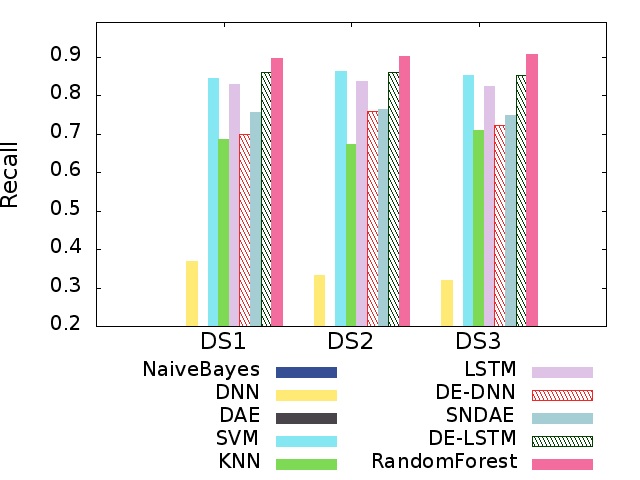 Recall
0.9
0.8
0.7
0.6
0.5
0.4
0.3
0.2
DS1 DS2 DS3
NaiveBayes LSTM
DNN DE-DNN
DAE SNDAE
SVM DE-LSTM
KNN RandomForest